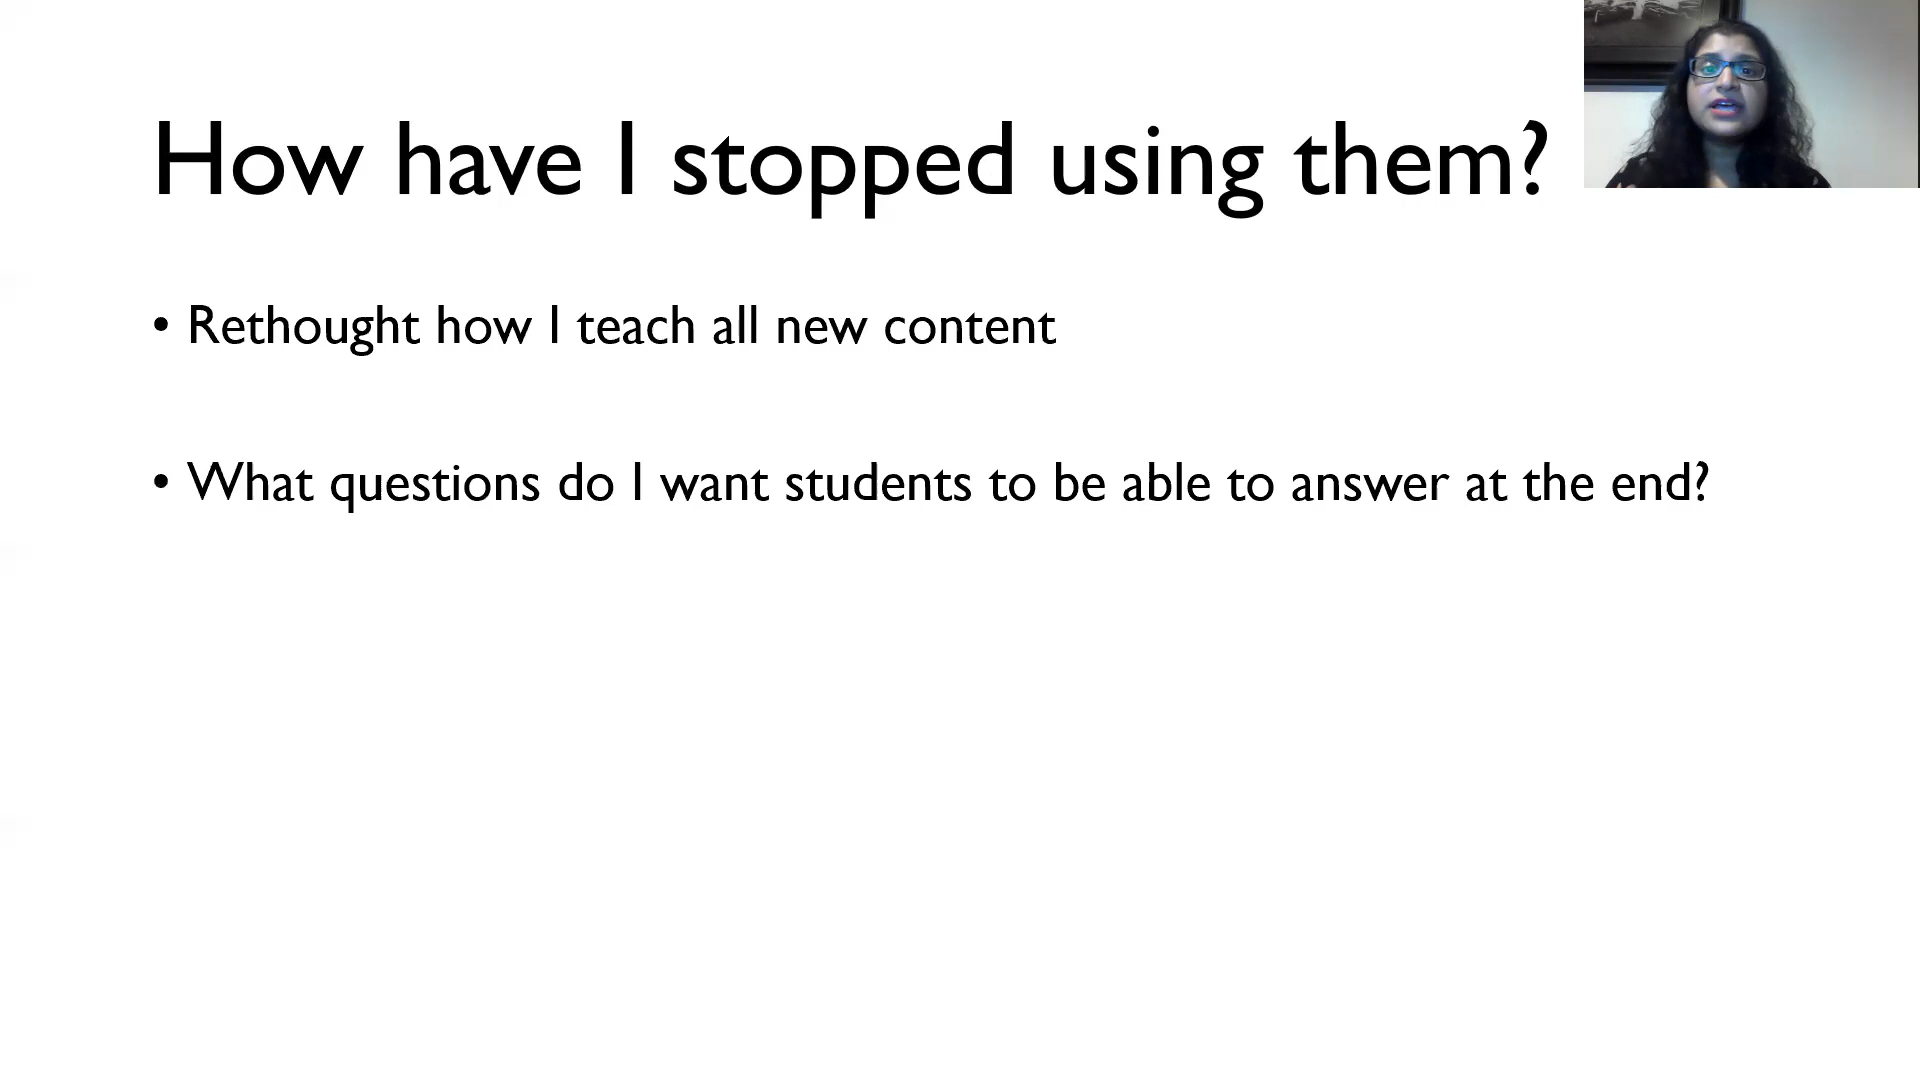 How have I stopped using them?
• Rethought how I teach all new content
• What questions do I want students to be able to answer at the end?